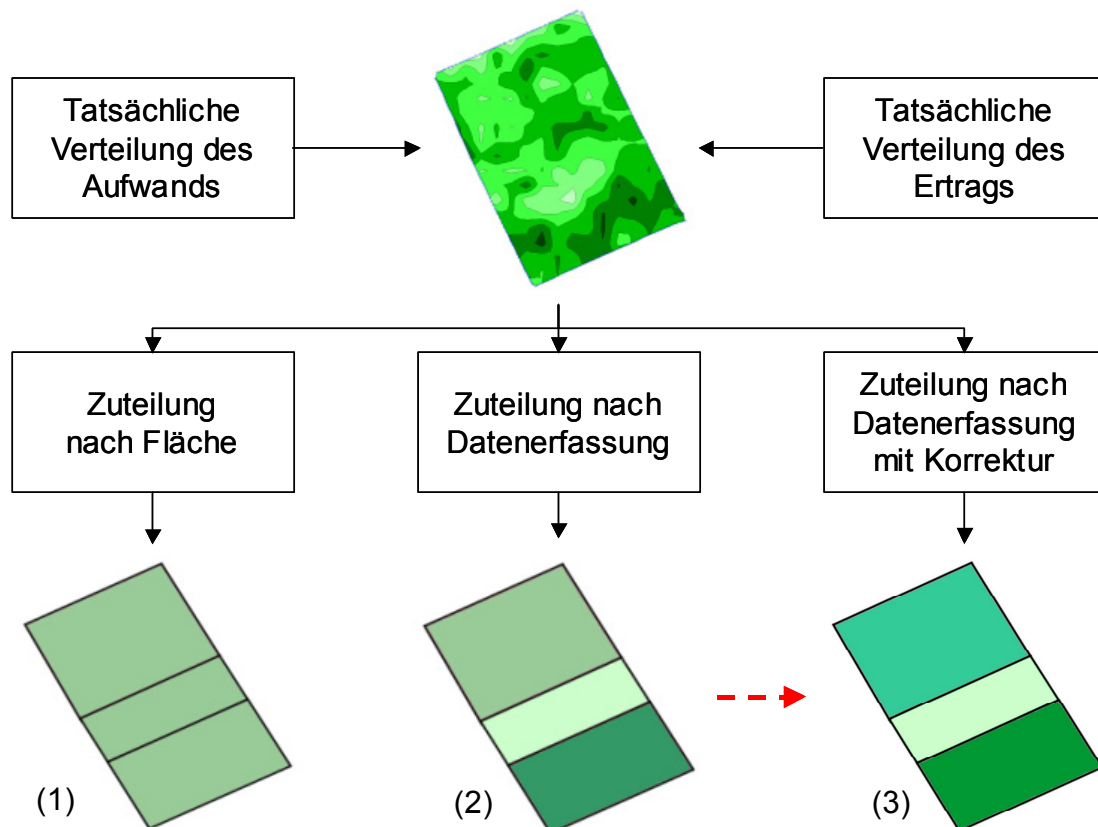 Tatsächliche
Verteilung des
Aufwands
Tatsächliche
Verteilung des
Ertrags
Zuteilung
nach Fläche
Zuteilung nach
Datenerfassung
Zuteilung nach
Datenerfassung
mit Korrektur
(1)
(2)
(3)